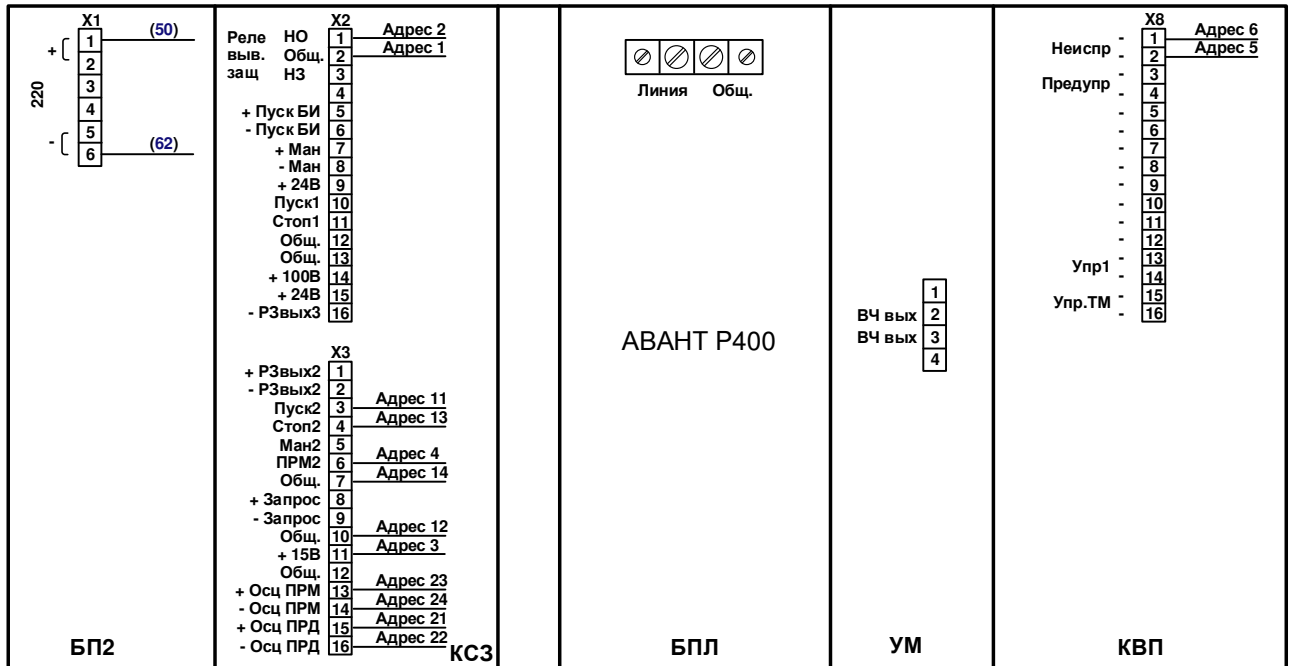 X1
1 (50)
+
2
3
220
4
5
-
6 (62)
БП2
X2
Реле НО 1 Адрес 2
выв. Общ. 2 Адрес 1
защ НЗ 3
4
+ Пуск БИ 5
- Пуск БИ 6
+ Ман 7
- Ман 8
+ 24В 9
Пуск1 10
Стоп1 11
Общ. 12
Общ. 13
+ 100В 14
+ 24В 15
- РЗвых3 16
X3
+ РЗвых2 1
- РЗвых2 2
Пуск2 3 Адрес 11
Стоп2 4 Адрес 13
Ман2 5
ПРМ2 6 Адрес 4
Общ. 7 Адрес 14
+ Запрос 8
- Запрос 9
Общ. 10 Адрес 12
+ 15В 11 Адрес 3
Общ. 12
+ Осц ПРМ 13 Адрес 23
- Осц ПРМ 14 Адрес 24
+ Осц ПРД 15 Адрес 21
- Осц ПРД 16 Адрес 22
КСЗ
Линия Общ.
АВАНТ Р400
БПЛ
1
ВЧ вых 2
ВЧ вых 3
4
УМ
X8
- 1 Адрес 6
Неиспр
- 2 Адрес 5
- 3
Предупр
- 4
- 5
- 6
- 7
- 8
- 9
- 10
- 11
- 12
- 13
Упр1
- 14
- 15
Упр.ТМ
- 16
КВП